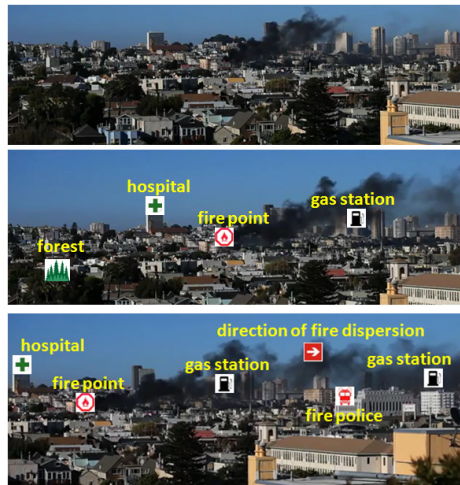 hospital
fire point
gas station
forest
direction of fire dispersion
hospital
gas station
gas station
fire point
fire police